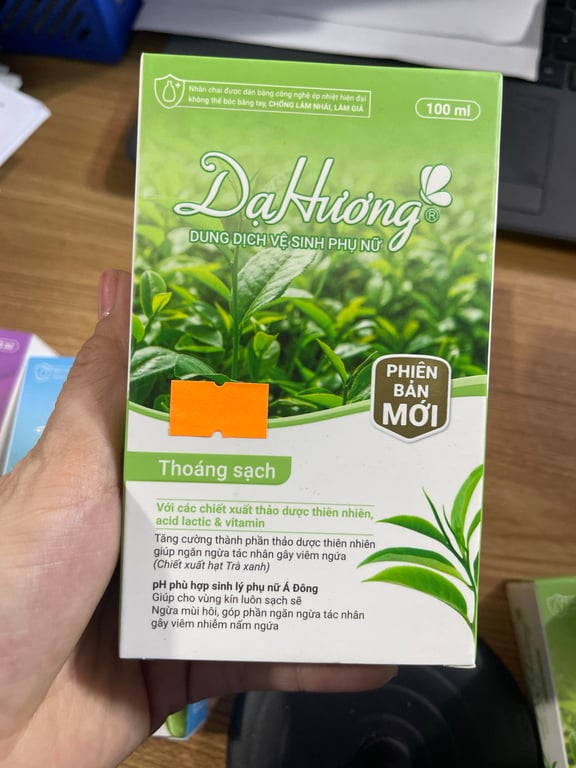 Nhãn chai được dán bằng công nghệ ép nhiệt hiện đại
không thể bóc bằng tay, CHỐNG LÀM NHÁI, LÀM GIẢ
100 ml
Dạ Hương®
DUNG DỊCH VỆ SINH PHỤ NỮ
PHIÊN
BẢN
MỚI
Thoáng sạch
Với các chiết xuất thảo dược thiên nhiên,
acid lactic & vitamin
Tăng cường thành phần thảo dược thiên nhiên
giúp ngăn ngừa tác nhân gây viêm ngứa
(Chiết xuất hạt Trà xanh)
pH phù hợp sinh lý phụ nữ Á Đông
Giúp cho vùng kín luôn sạch sẽ
Ngừa mùi hôi, góp phần ngăn ngừa tác nhân
gây viêm nhiễm nấm ngứa